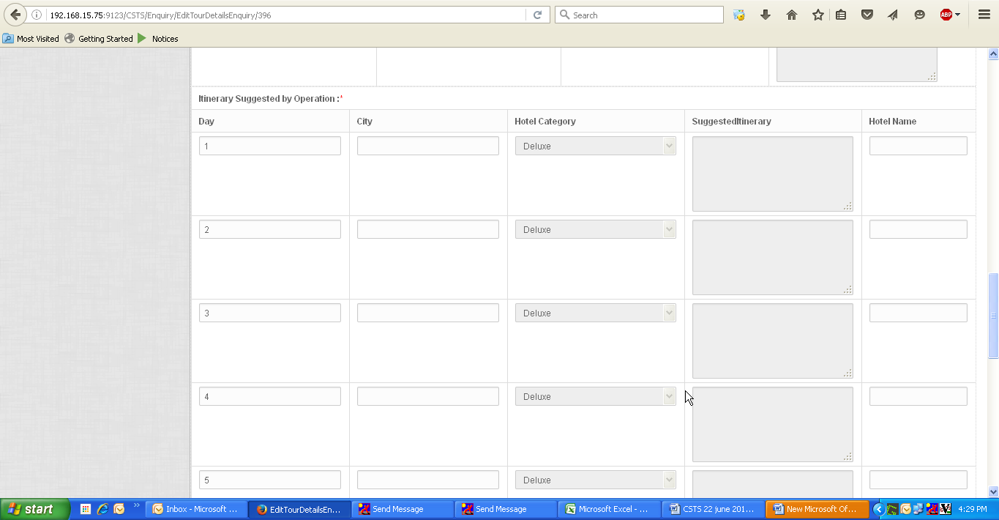 192.168.15.75:9123/CSTS/Enquiry/EditTourDetailsEnquiry/396
Search
ABP
Most Visited
Getting Started
Notices
Itinerary Suggested by Operation :*
Day
City
Hotel Category
SuggestedItinerary
Hotel Name
1
Deluxe
2
Deluxe
3
Deluxe
4
Deluxe
5
Deluxe
start
Inbox - Microsoft ...
EditTourDetailsEn...
Send Message
Send Message
Microsoft Excel - ...
CSTS 22 june 201...
New Microsoft Of...
4:29 PM